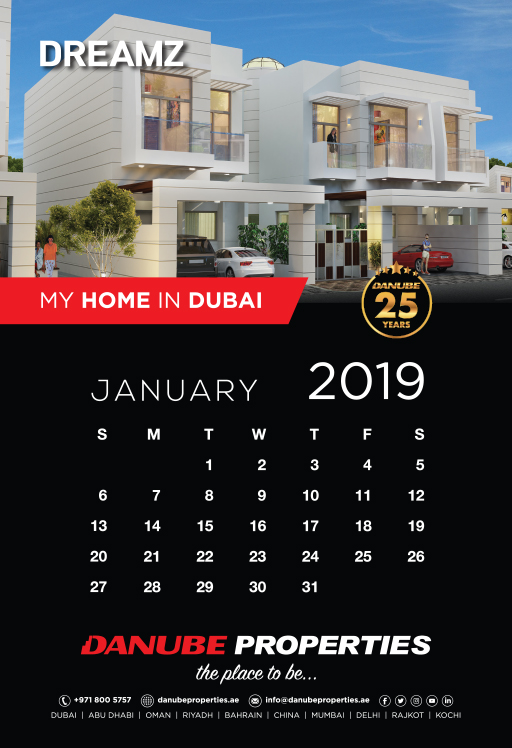 DREAMZ
MY HOME IN DUBAI
DANUBE
25
YEARS
JANUARY 2019
S M T W T F S
1 2 3 4 5
6 7 8 9 10 11 12
13 14 15 16 17 18 19
20 21 22 23 24 25 26
27 28 29 30 31
DANUBE PROPERTIES
the place to be...
+971 800 5757 danubeproperties.ae info@danubeproperties.ae
DUBAI | ABU DHABI | OMAN | RIYADH | BAHRAIN | CHINA | MUMBAI | DELHI | RAJKOT | KOCHI